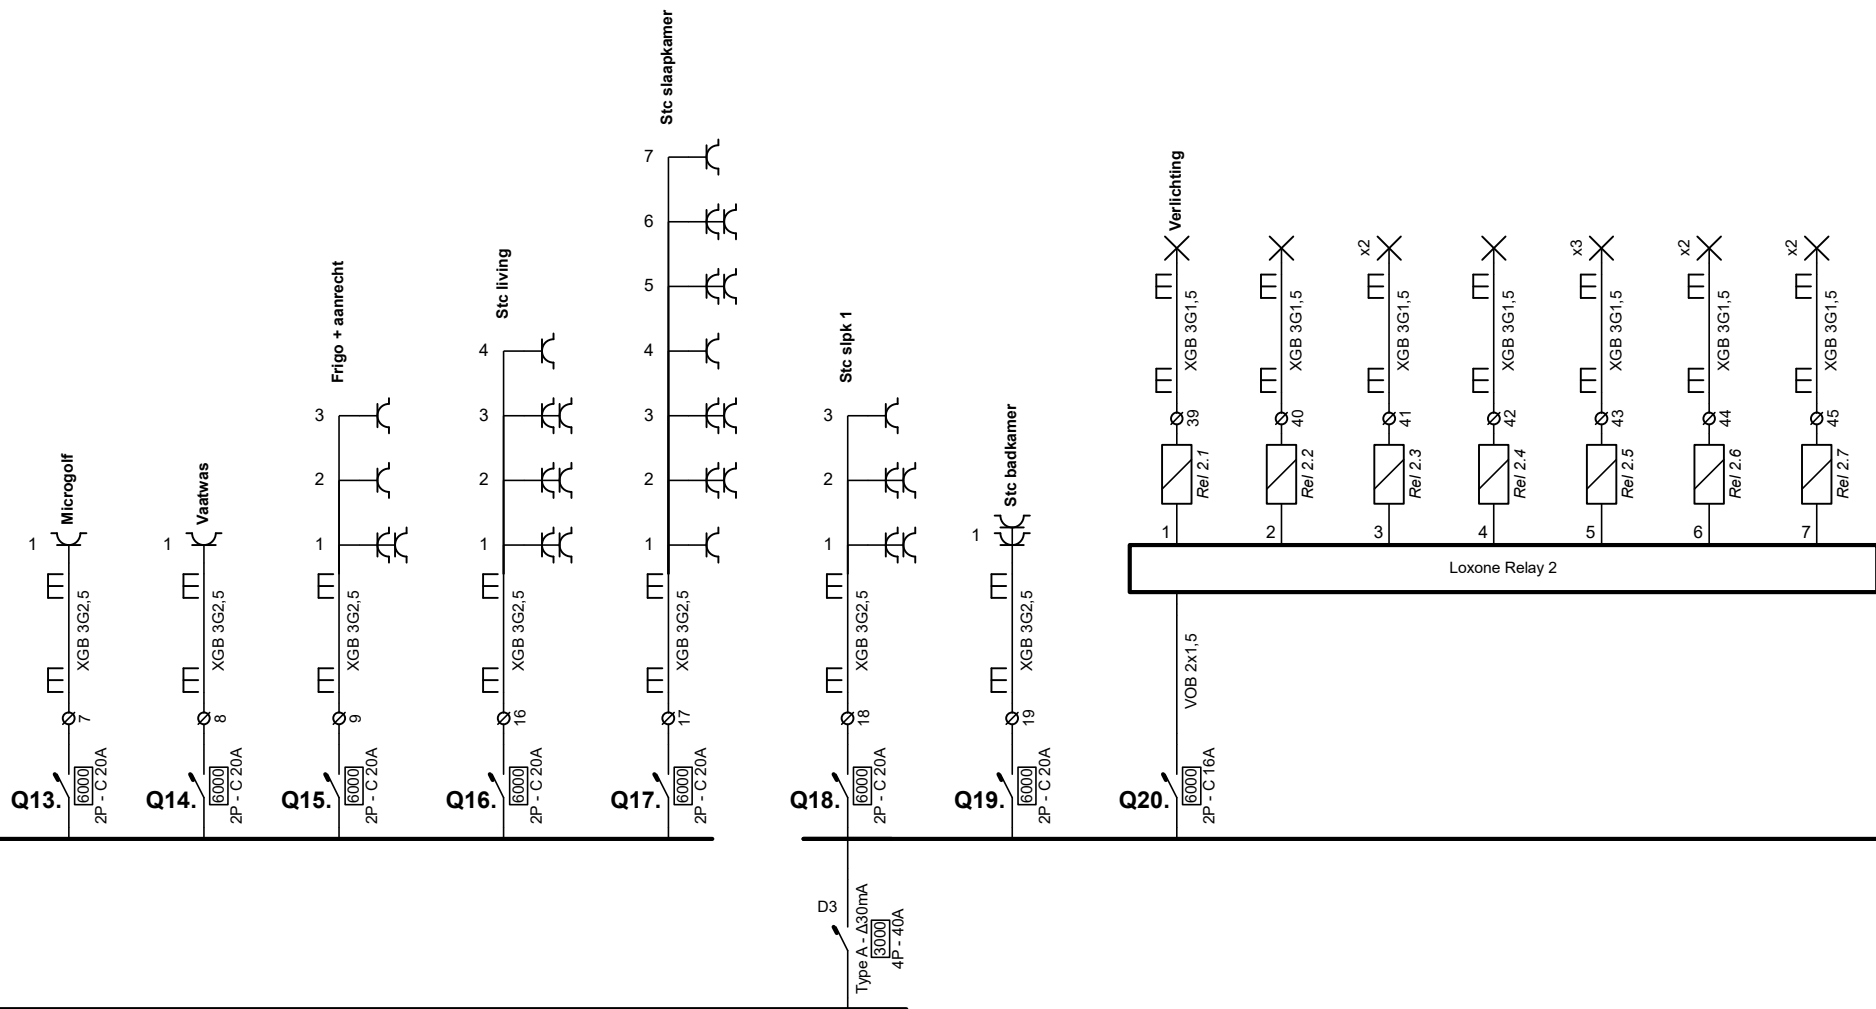 Microgolf
1
XGB 3G2,5
7
Q13.
6000
2P - C 20A
Vaatwas
1
XGB 3G2,5
8
Q14.
6000
2P - C 20A
Frigo + aanrecht
3
2
1
XGB 3G2,5
9
Q15.
6000
2P - C 20A
Stc living
4
3
2
1
XGB 3G2,5
16
Q16.
6000
2P - C 20A
Stc slaapkamer
7
6
5
4
3
2
1
XGB 3G2,5
17
Q17.
6000
2P - C 20A
Stc slpk 1
3
2
1
XGB 3G2,5
18
Q18.
6000
2P - C 20A
D3
Type A - Δ30mA
3000
4P - 40A
Stc badkamer
1
XGB 3G2,5
19
Q19.
6000
2P - C 20A
Verlichting
XGB 3G1,5
39
Rel 2.1
1
XGB 3G1,5
40
Rel 2.2
2
x2
XGB 3G1,5
41
Rel 2.3
3
XGB 3G1,5
42
Rel 2.4
4
x3
XGB 3G1,5
43
Rel 2.5
5
x2
XGB 3G1,5
44
Rel 2.6
6
x2
XGB 3G1,5
45
Rel 2.7
7
Loxone Relay 2
VOB 2x1,5
Q20.
6000
2P - C 16A